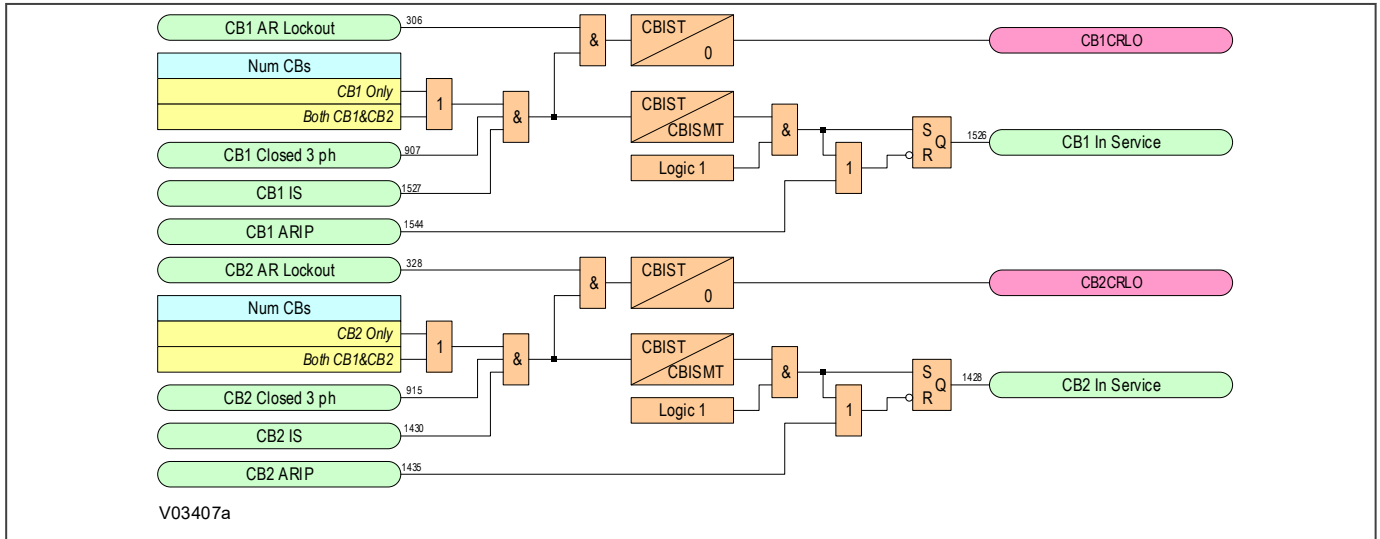 CB1 AR Lockout 306 & CBIST 0 CB1CRLO
Num CBs
CB1 Only
Both CB1&CB2
1 & CBIST CBISMT & S R Q 1526 CB1 In Service
CB1 Closed 3 ph 907 Logic 1 1
CB1 IS 1527
CB1 ARIP 1544
CB2 AR Lockout 328 & CBIST 0 CB2CRLO
Num CBs
CB2 Only
Both CB1&CB2
1 & CBIST CBISMT & S R Q 1428 CB2 In Service
CB2 Closed 3 ph 915 Logic 1 1
CB2 IS 1430
CB2 ARIP 1435
V03407a